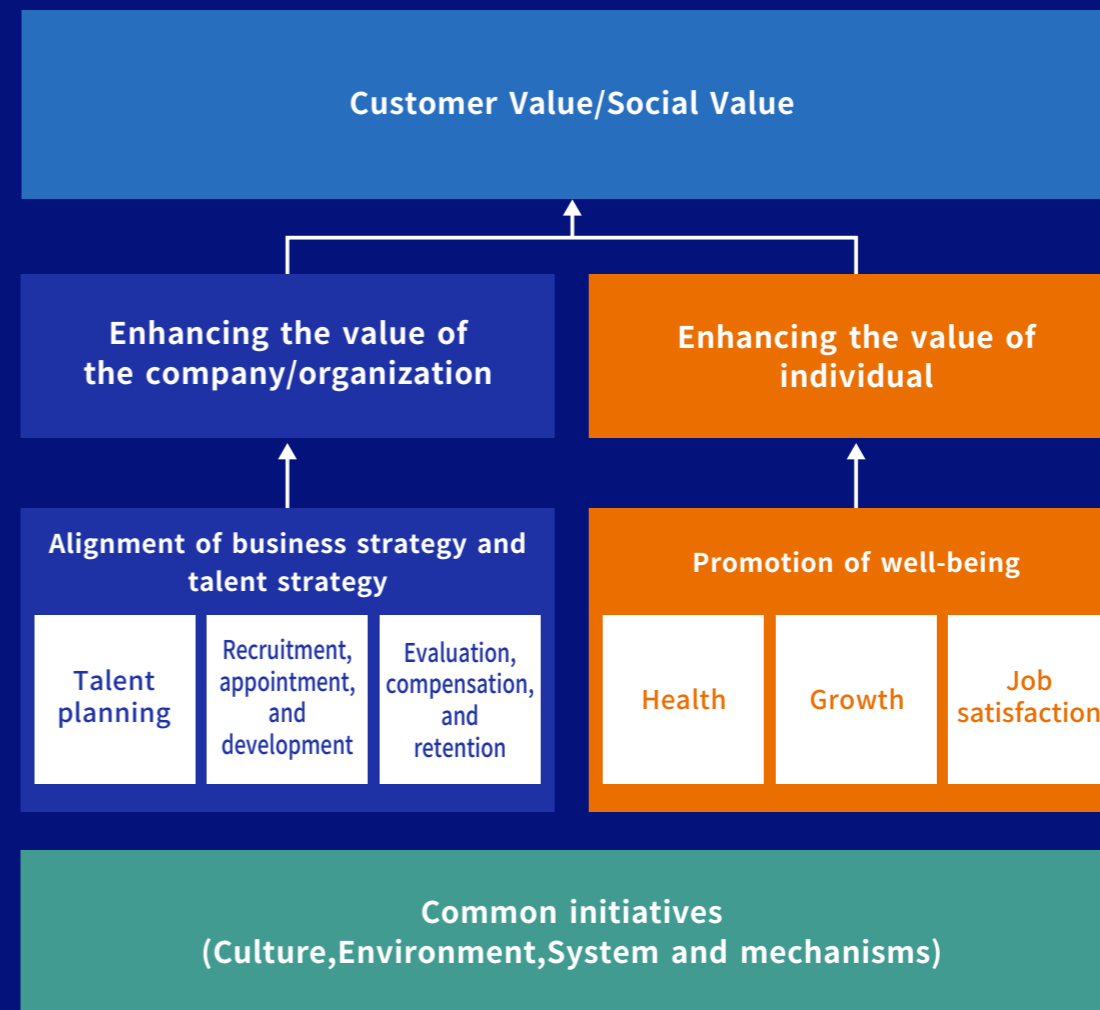 Customer Value/Social Value
Enhancing the value of
the company/organization
Enhancing the value of
individual
Alignment of business strategy and
talent strategy
Talent
planning
Recruitment,
appointment,
and
development
Evaluation,
compensation,
and
retention
Promotion of well-being
Health
Growth
Job
satisfaction
Common initiatives
(Culture,Environment,System and mechanisms)